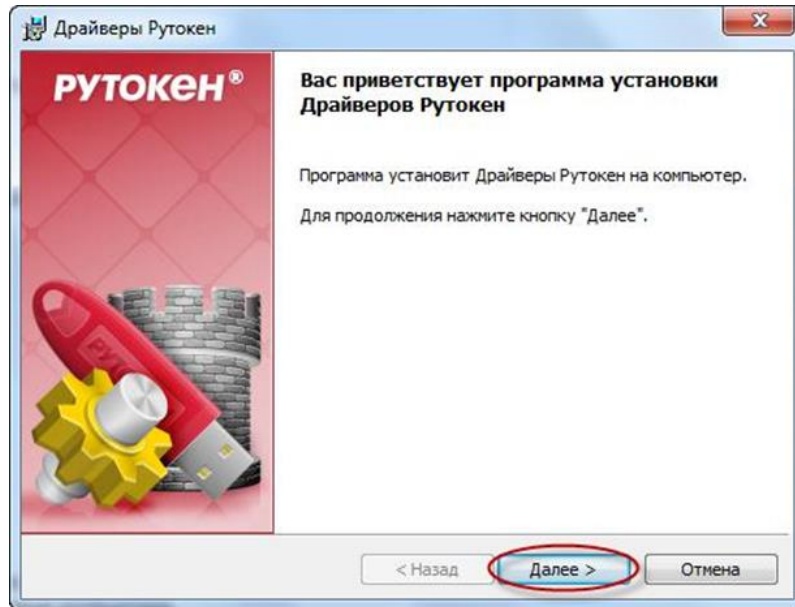 Драйверы Рутокен
РУТОКЕН®
Вас приветствует программа установки
Драйверов Рутокен
Программа установит Драйверы Рутокен на компьютер.
Для продолжения нажмите кнопку "Далее".
< Назад
Далее >
Отмена